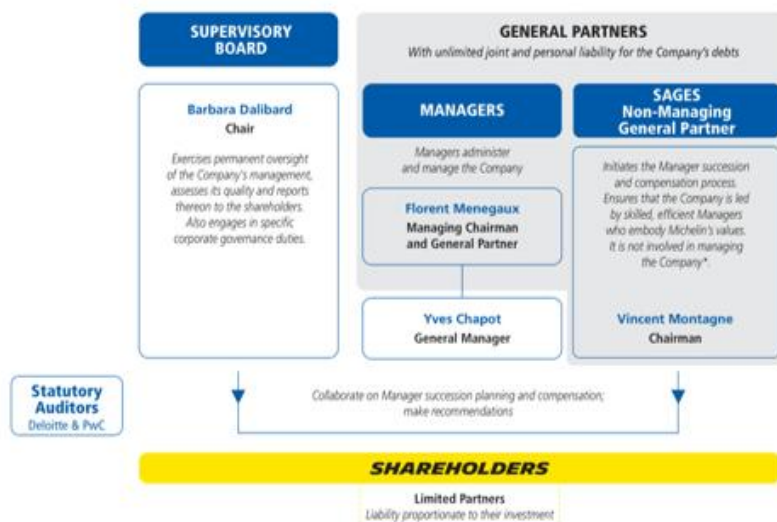 SUPERVISORY
BOARD
Barbara Dalibard
Chair
Exercises permanent oversight
of the Company's management,
assesses its quality and reports
thereon to the shareholders.
Also engages in specific
corporate governance duties.
GENERAL PARTNERS
With unlimited joint and personal liability for the Company's debts
MANAGERS
Managers administer
and manage the Company
Florent Menegaux
Managing Chairman
and General Partner
Yves Chapot
General Manager
SAGES
Non-Managing
General Partner
Initiates the Manager succession
and compensation process.
Ensures that the Company is led
by skilled, efficient Managers
who embody Michelin's values.
It is not involved in managing
the Company*.
Vincent Montagne
Chairman
Statutory
Auditors
Deloitte & PwC
Collaborate on Manager succession planning and compensation;
make recommendations
SHAREHOLDERS
Limited Partners
Liability proportionate to their investment